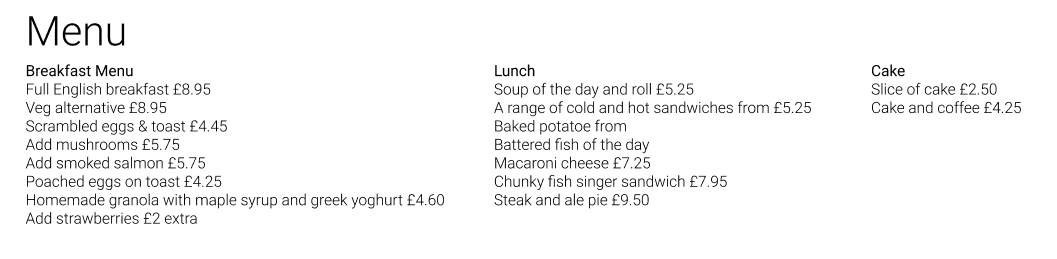 Menu
Breakfast Menu
Full English breakfast £8.95
Veg alternative £8.95
Scrambled eggs & toast £4.45
Add mushrooms £5.75
Add smoked salmon £5.75
Poached eggs on toast £4.25
Homemade granola with maple syrup and greek yoghurt £4.60
Add strawberries £2 extra
Lunch
Soup of the day and roll £5.25
A range of cold and hot sandwiches from £5.25
Baked potatoe from
Battered fish of the day
Macaroni cheese £7.25
Chunky fish singer sandwich £7.95
Steak and ale pie £9.50
Cake
Slice of cake £2.50
Cake and coffee £4.25